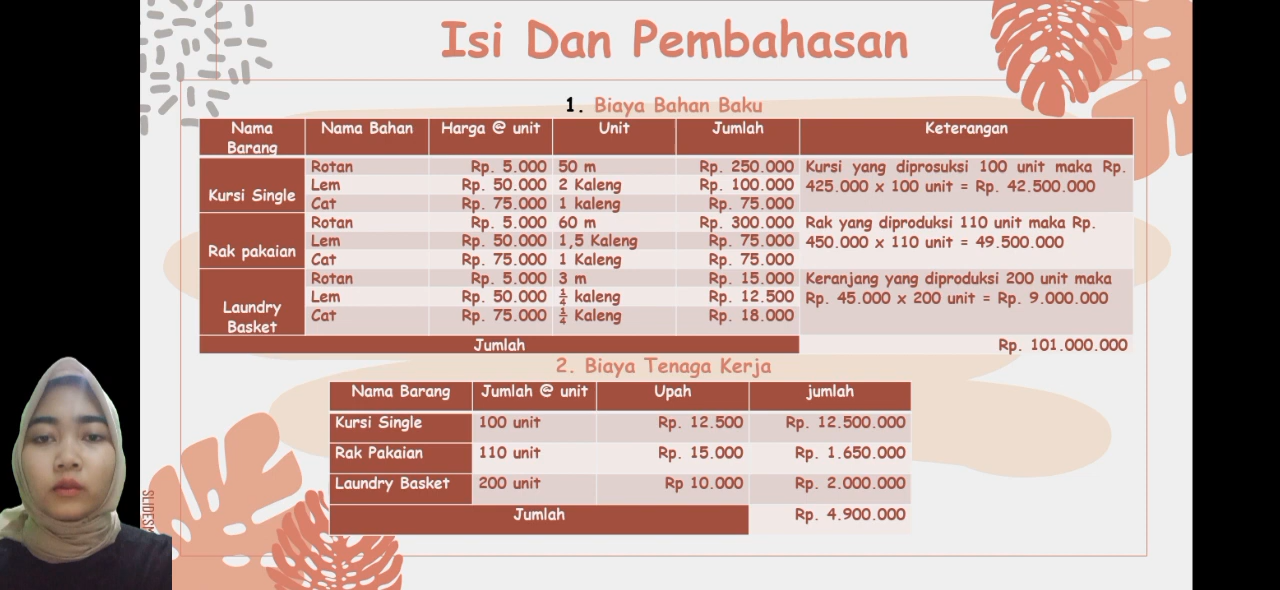 Isi Dan Pembahasan
1. Biaya Bahan Baku
Nama Barang Nama Bahan Harga @ unit Unit Jumlah Keterangan
Kursi Single
Rotan Rp. 5.000 50 m Rp. 250.000
Lem Rp. 50.000 2 Kaleng Rp. 100.000
Cat Rp. 75.000 1 kaleng Rp. 75.000
Kursi yang diprosuksi 100 unit maka Rp.
425.000 x 100 unit = Rp. 42.500.000
Rak pakaian
Rotan Rp. 5.000 60 m Rp. 300.000
Lem Rp. 50.000 1,5 Kaleng Rp. 75.000
Cat Rp. 75.000 1 Kaleng Rp. 75.000
Rak yang diproduksi 110 unit maka Rp.
450.000 x 110 unit = 49.500.000
Laundry
Basket
Rotan Rp. 5.000 3 m Rp. 15.000
Lem Rp. 50.000 ¼ kaleng Rp. 12.500
Cat Rp. 75.000 ¼ Kaleng Rp. 18.000
Keranjang yang diproduksi 200 unit maka
Rp. 45.000 x 200 unit = Rp. 9.000.000
Jumlah Rp. 101.000.000
2. Biaya Tenaga Kerja
Nama Barang Jumlah @ unit Upah jumlah
Kursi Single 100 unit Rp. 12.500 Rp. 12.500.000
Rak Pakaian 110 unit Rp. 15.000 Rp. 1.650.000
Laundry Basket 200 unit Rp 10.000 Rp. 2.000.000
Jumlah Rp. 4.900.000